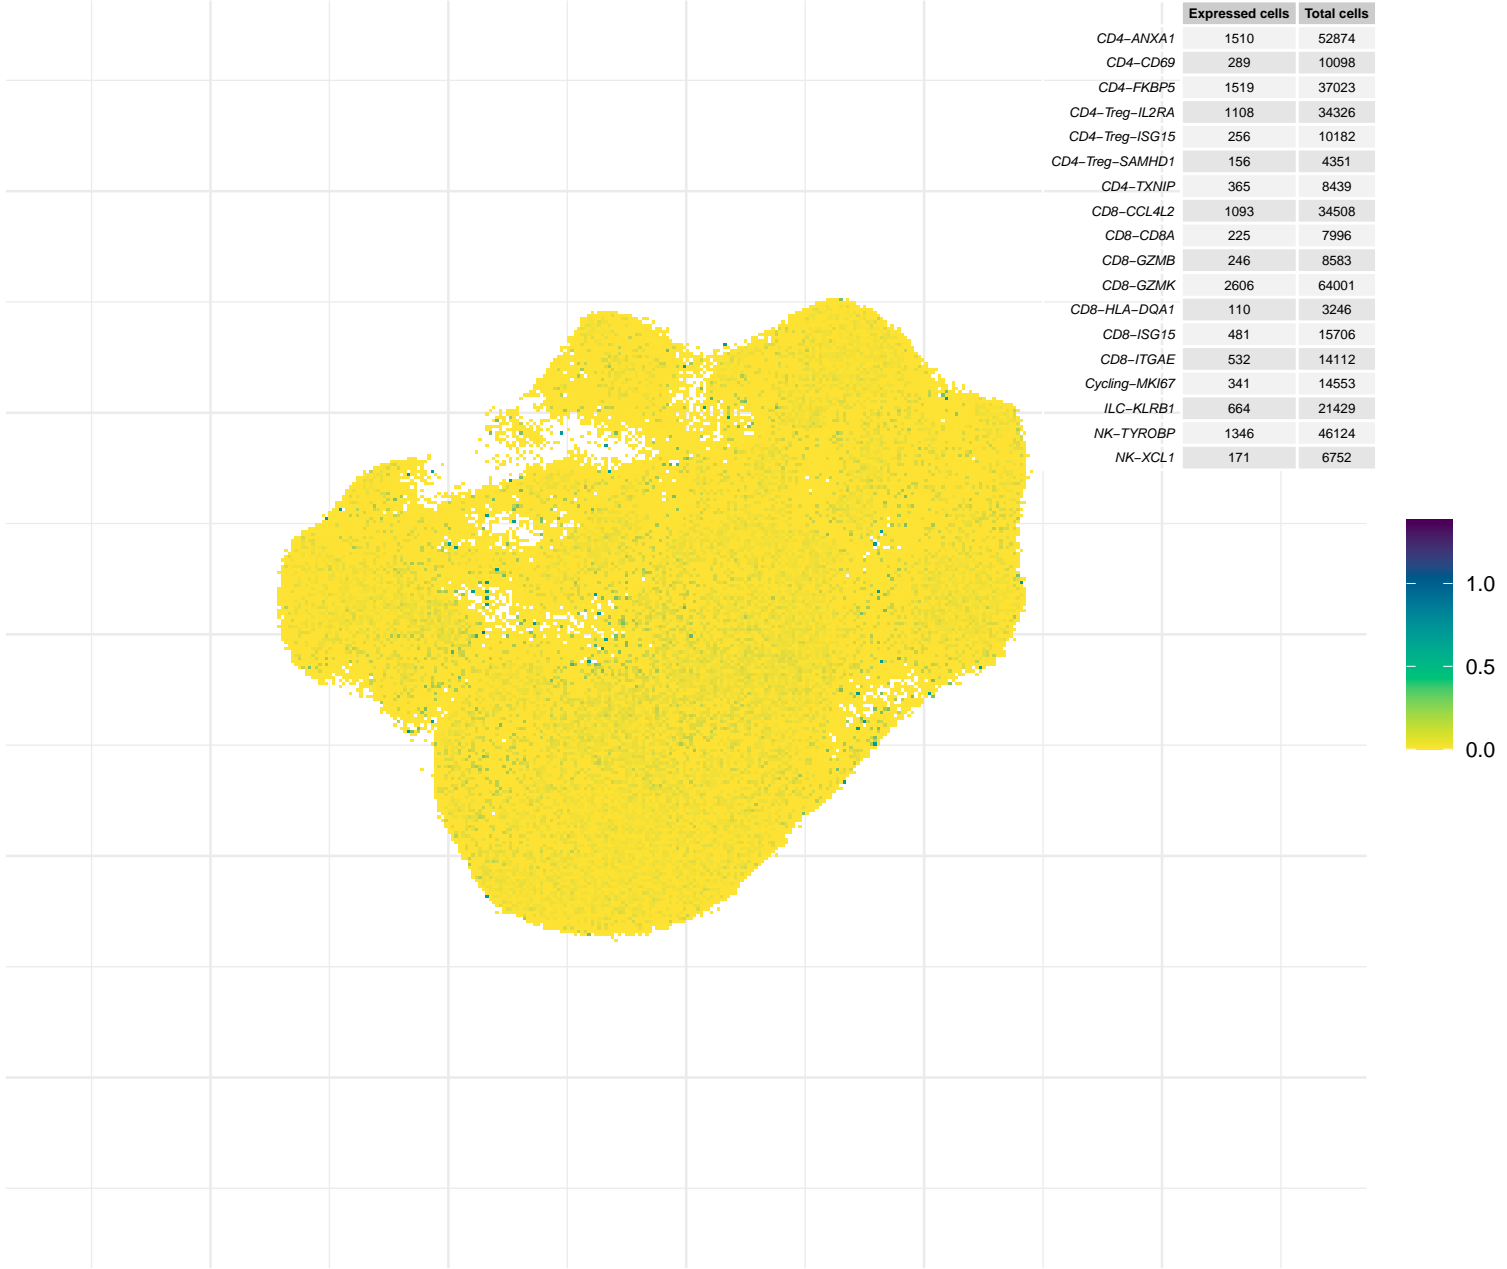 Expressed cells Total cells
CD4−ANXA1 1510 52874
CD4−CD69 289 10098
CD4−FKBP5 1519 37023
CD4−Treg−IL2RA 1108 34326
CD4−Treg−ISG15 256 10182
CD4−Treg−SAMHD1 156 4351
CD4−TXNIP 365 8439
CD8−CCL4L2 1093 34508
CD8−CD8A 225 7996
CD8−GZMB 246 8583
CD8−GZMK 2606 64001
CD8−HLA−DQA1 110 3246
CD8−ISG15 481 15706
CD8−ITGAE 532 14112
Cycling−MKI67 341 14553
ILC−KLRB1 664 21429
NK−TYROBP 1346 46124
NK−XCL1 171 6752
1.0
0.5
0.0